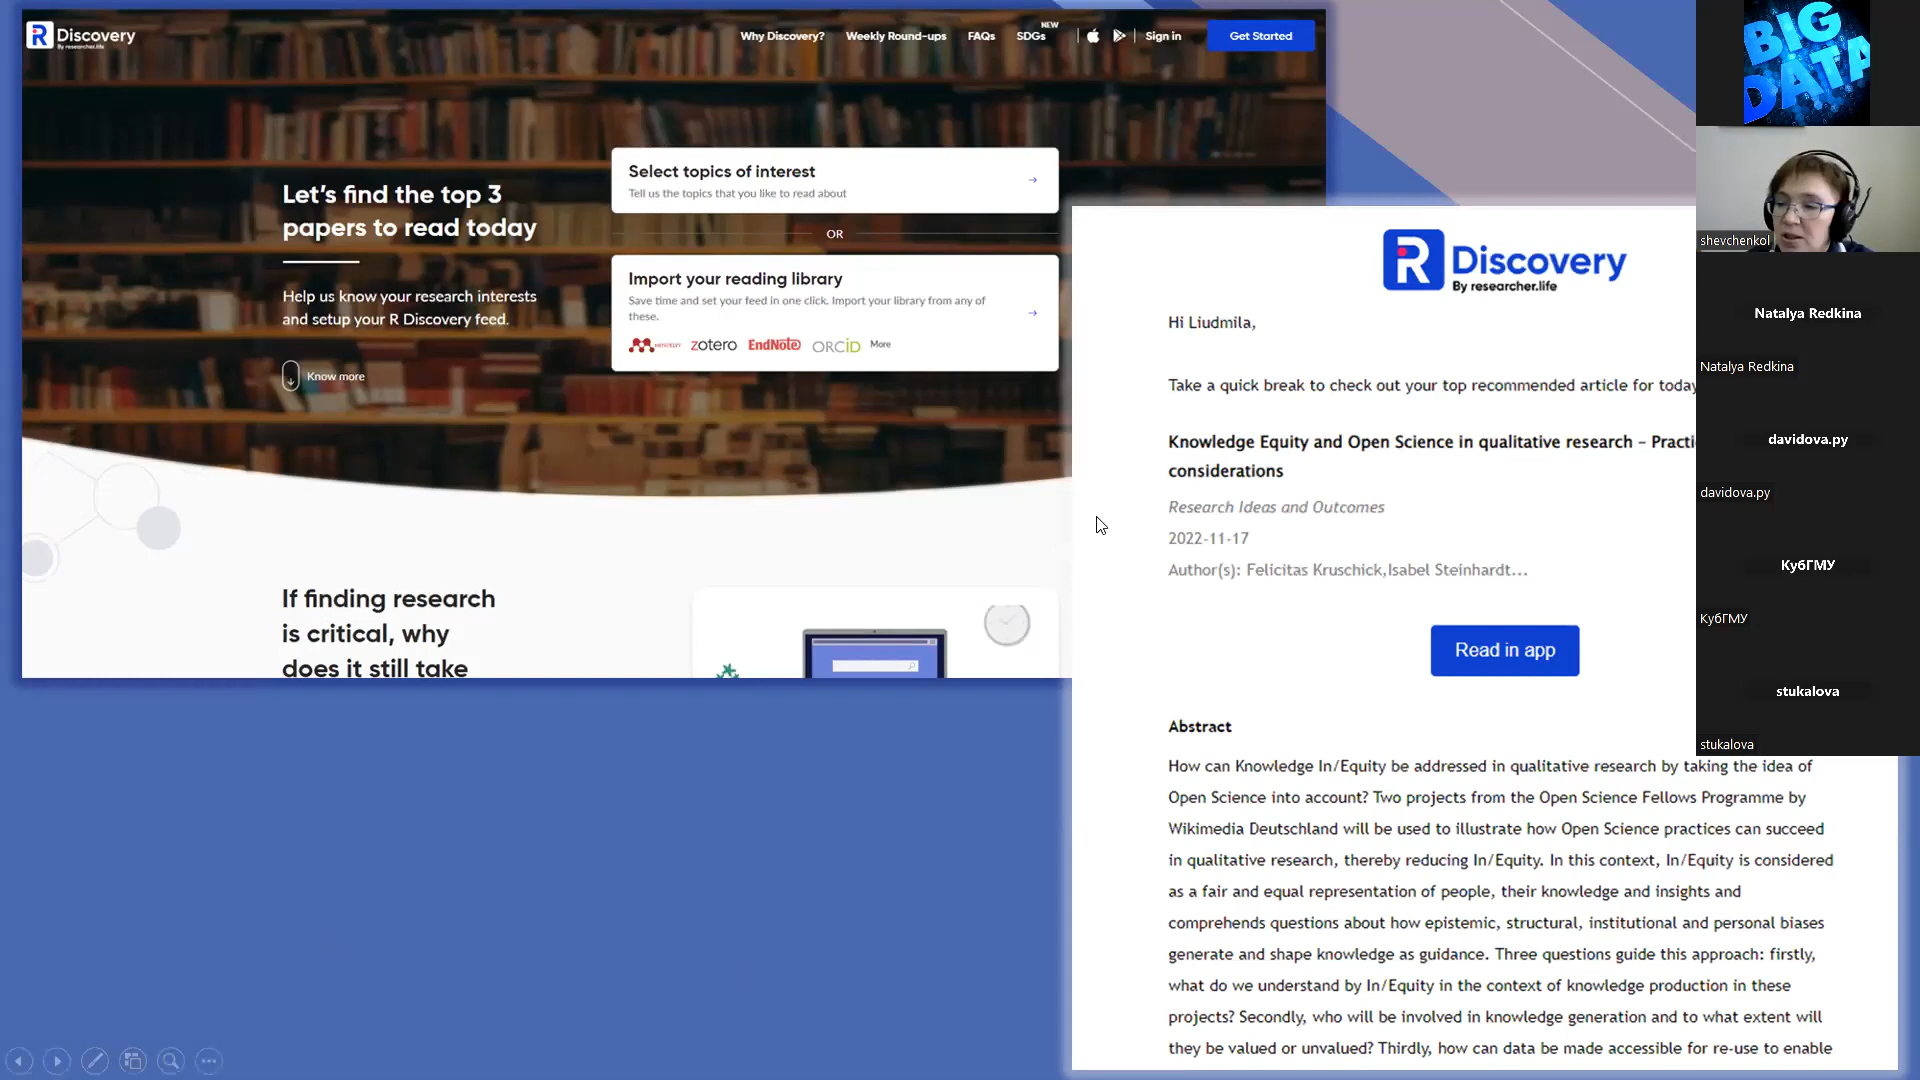 Discovery
By researcher.life
Why Discovery?
Weekly Round-ups
FAQs
SDGs
NEW
Sign in
Get Started
Let's find the top 3
papers to read today
Help us know your research interests
and setup your R Discovery feed.
Know more
Select topics of interest
Tell us the topics that you like to read about
OR
Import your reading library
Save time and set your feed in one click. Import your library from any of
these.
MENDELEY zotero EndNote ORCID More
If finding research
is critical, why
does it still take
R Discovery
By researcher.life
Hi Liudmila,
Take a quick break to check out your top recommended article for today
Knowledge Equity and Open Science in qualitative research – Practi
considerations
Research Ideas and Outcomes
2022-11-17
Author(s): Felicitas Kruschick,Isabel Steinhardt...
Read in app
Abstract
How can Knowledge In/Equity be addressed in qualitative research by taking the idea of
Open Science into account? Two projects from the Open Science Fellows Programme by
Wikimedia Deutschland will be used to illustrate how Open Science practices can succeed
in qualitative research, thereby reducing In/Equity. In this context, In/Equity is considered
as a fair and equal representation of people, their knowledge and insights and
comprehends questions about how epistemic, structural, institutional and personal biases
generate and shape knowledge as guidance. Three questions guide this approach: firstly,
what do we understand by In/Equity in the context of knowledge production in these
projects? Secondly, who will be involved in knowledge generation and to what extent will
they be valued or unvalued? Thirdly, how can data be made accessible for re-use to enable
BIG
DATA
shevchenkol
Natalya Redkina
Natalya Redkina
davidova.py
davidova.py
КубГМУ
КубГМУ
stukalova
stukalova